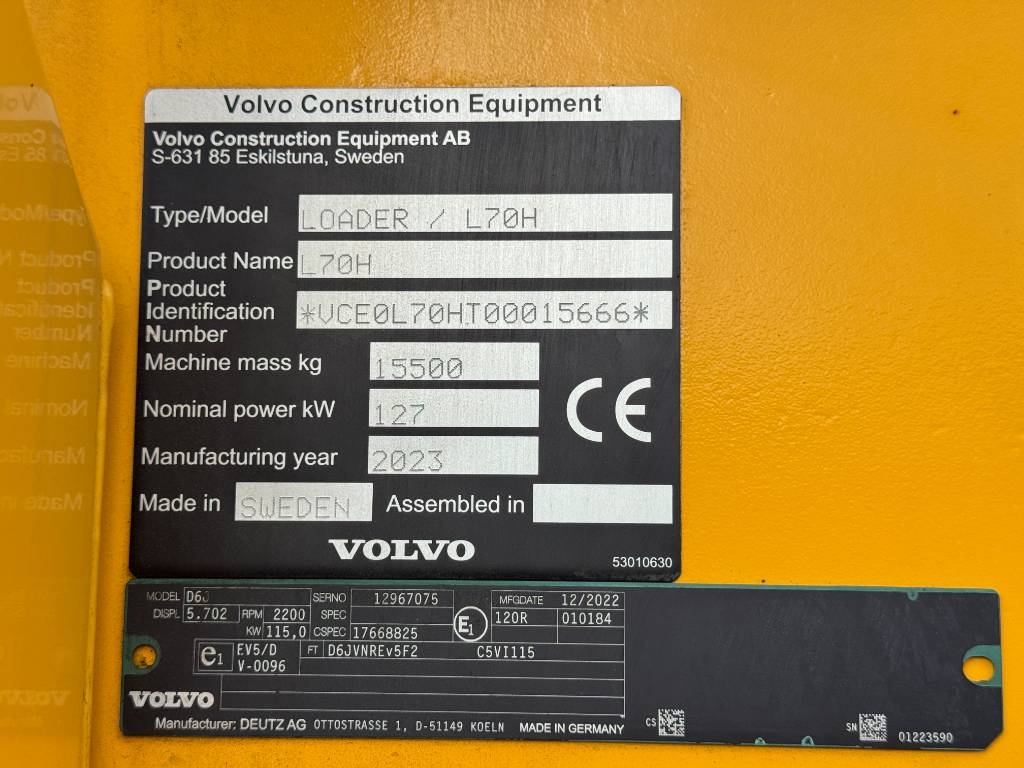 Volvo Construction Equipment
Volvo Construction Equipment AB
S-631 85 Eskilstuna, Sweden
Type/Model LOADER / L70H
Product Name L70H
Product
Identification *VCE0L70HT00015666*
Number
Machine mass kg 15500
Nominal power kW 127
CE
Manufacturing year 2023
Made in SWEDEN Assembled in
VOLVO
53010630
MODEL D6J SERNO 12967075 MFGDATE 12/2022
DISPL 5.702 RPM 2200 SPEC E1 120R 010184
KW 115,0 CSPEC 17668825
e1 EV5/D FT D6JVNREv5F2 C5VI115
V-0096
VOLVO
Manufacturer: DEUTZ AG OTTOSTRASSE 1, D-51149 KOELN MADE IN GERMANY
CS
SN
01223590